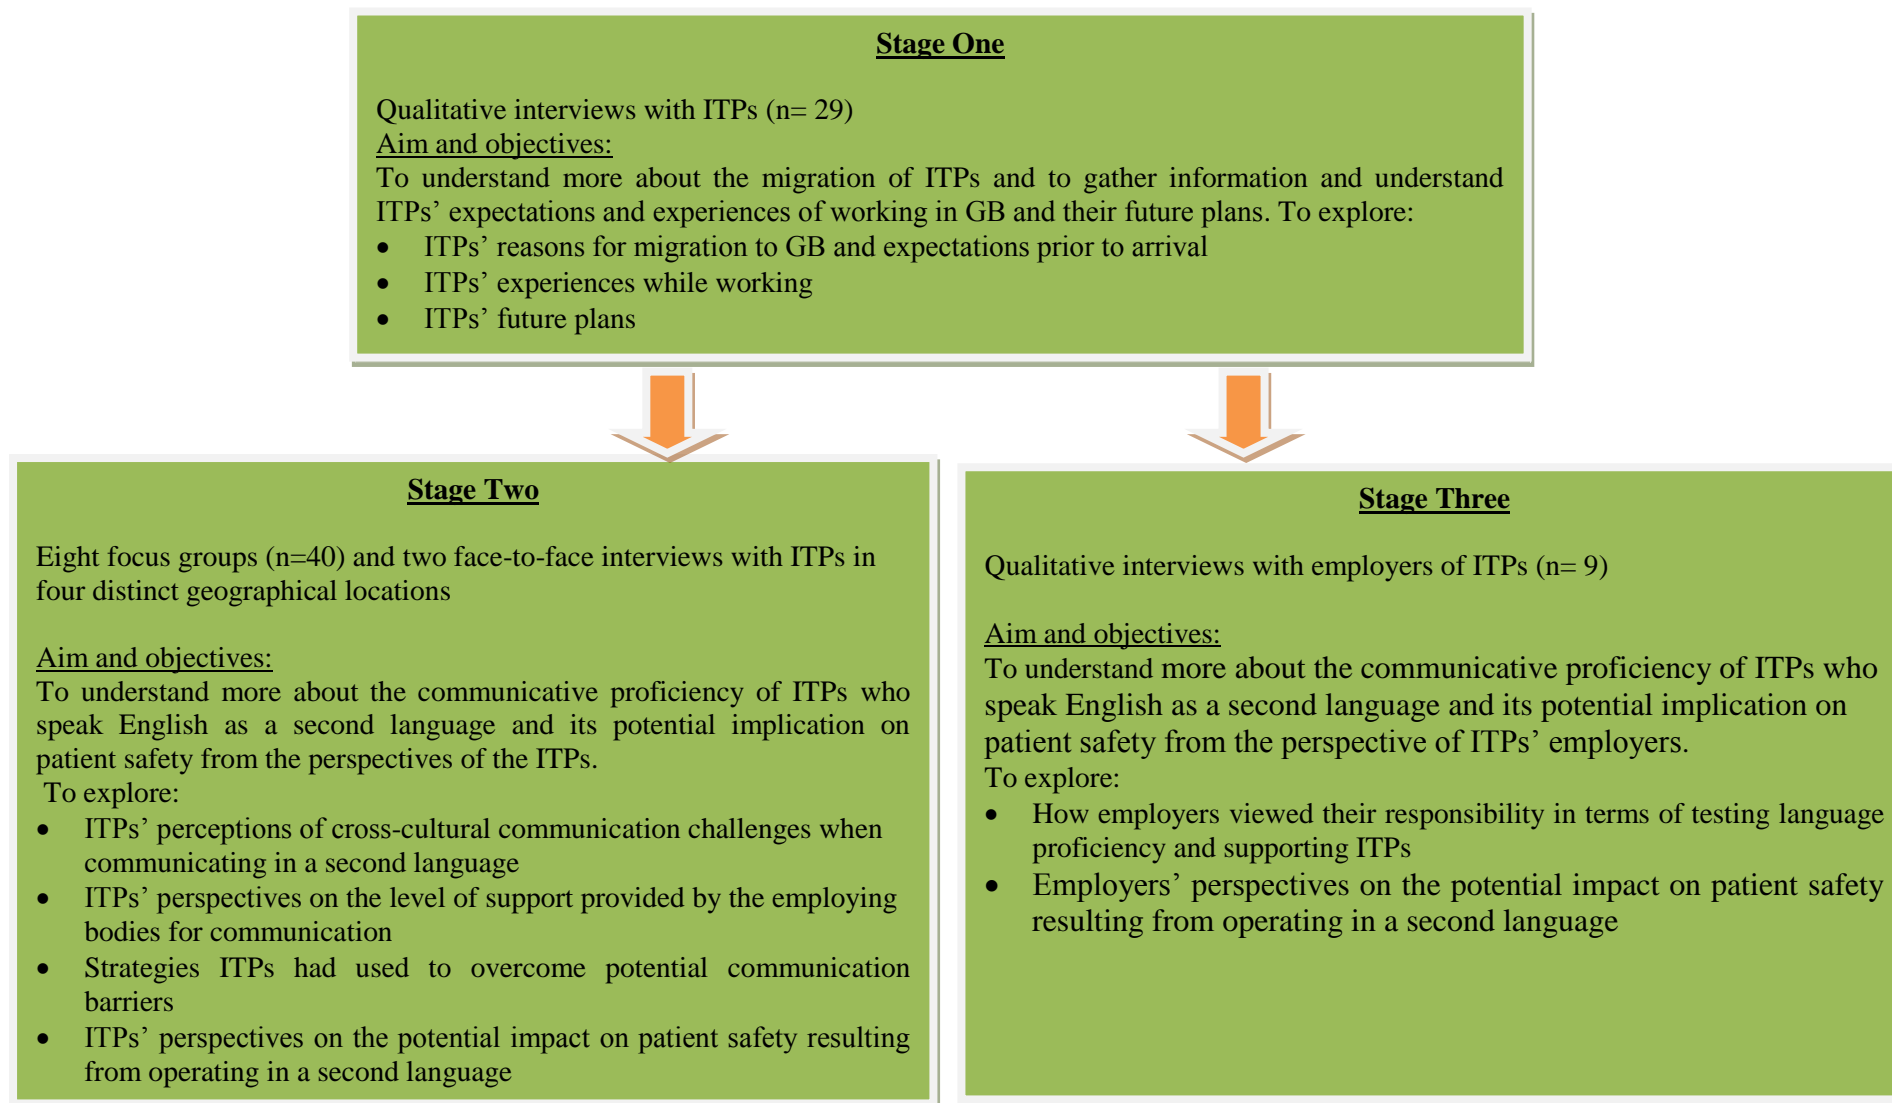 Stage One
Qualitative interviews with ITPs (n= 29)
Aim and objectives:
To understand more about the migration of ITPs and to gather information and understand
ITPs’ expectations and experiences of working in GB and their future plans. To explore:
• ITPs’ reasons for migration to GB and expectations prior to arrival
• ITPs’ experiences while working
• ITPs’ future plans
Stage Two
Eight focus groups (n=40) and two face-to-face interviews with ITPs in
four distinct geographical locations
Aim and objectives:
To understand more about the communicative proficiency of ITPs who
speak English as a second language and its potential implication on
patient safety from the perspectives of the ITPs.
To explore:
• ITPs’ perceptions of cross-cultural communication challenges when
communicating in a second language
• ITPs’ perspectives on the level of support provided by the employing
bodies for communication
• Strategies ITPs had used to overcome potential communication
barriers
• ITPs’ perspectives on the potential impact on patient safety resulting
from operating in a second language
Stage Three
Qualitative interviews with employers of ITPs (n= 9)
Aim and objectives:
To understand more about the communicative proficiency of ITPs who
speak English as a second language and its potential implication on
patient safety from the perspective of ITPs’ employers.
To explore:
• How employers viewed their responsibility in terms of testing language
proficiency and supporting ITPs
• Employers’ perspectives on the potential impact on patient safety
resulting from operating in a second language